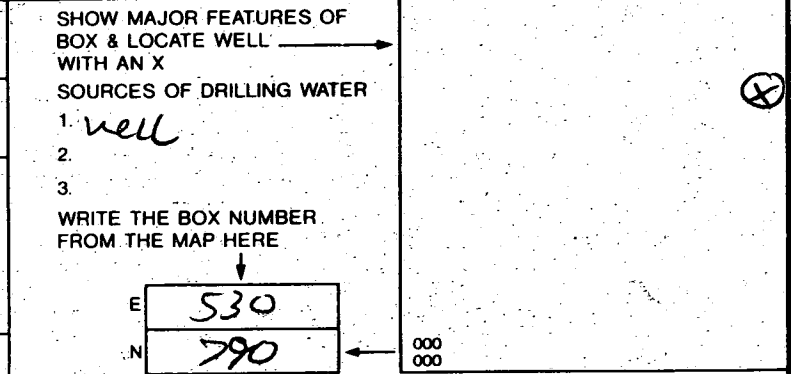 SHOW MAJOR FEATURES OF
BOX & LOCATE WELL
WITH AN X
X
SOURCES OF DRILLING WATER
1. well
2.
3.
WRITE THE BOX NUMBER
FROM THE MAP HERE
E 530
N 790
000
000